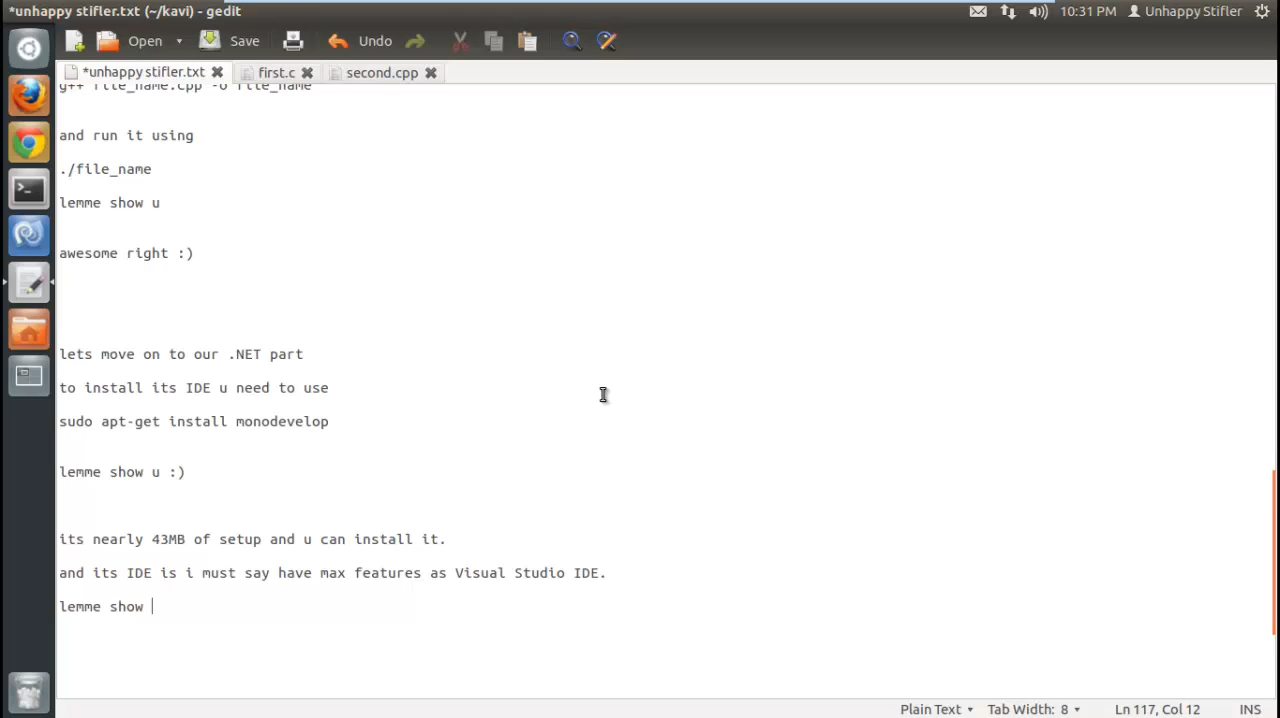 *unhappy stifler.txt (~/kavi) - gedit
10:31 PM Unhappy Stifler
Open Save Undo
*unhappy stifler.txt first.c second.cpp
g++ file_name.cpp -o file_name
and run it using
./file_name
lemme show u
awesome right :)
lets move on to our .NET part
to install its IDE u need to use
sudo apt-get install monodevelop
lemme show u :)
its nearly 43MB of setup and u can install it.
and its IDE is i must say have max features as Visual Studio IDE.
lemme show
Plain Text Tab Width: 8 Ln 117, Col 12 INS